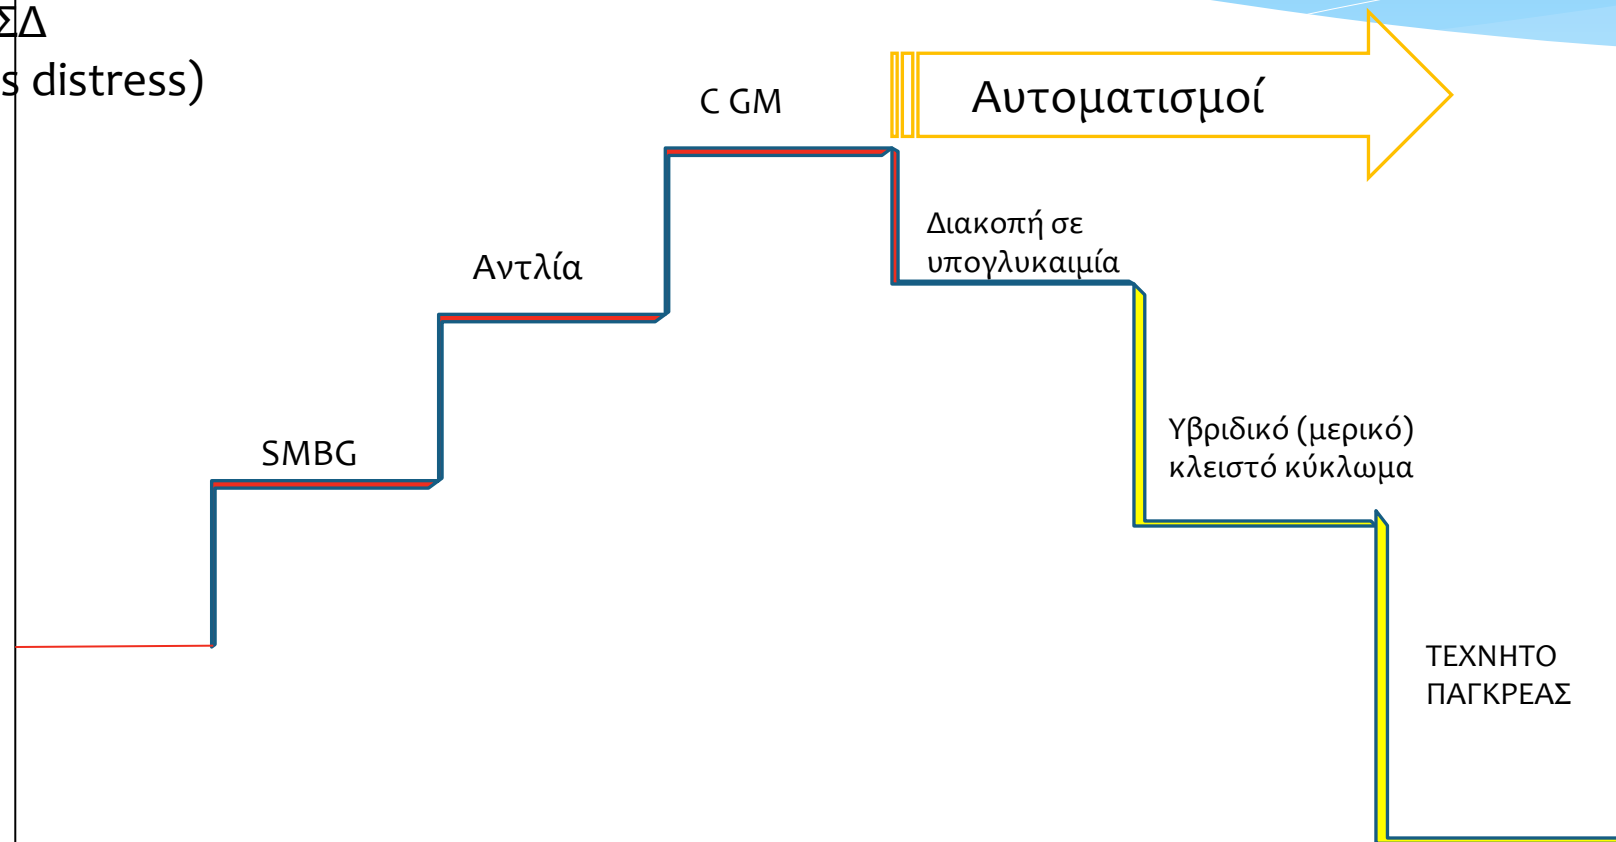 ΣΔ
s distress)
C GM
Αυτοματισμοί
Διακοπή σε
υπογλυκαιμία
Αντλία
Υβριδικό (μερικό)
κλειστό κύκλωμα
SMBG
ΤΕΧΝΗΤΟ
ΠΑΓΚΡΕΑΣ